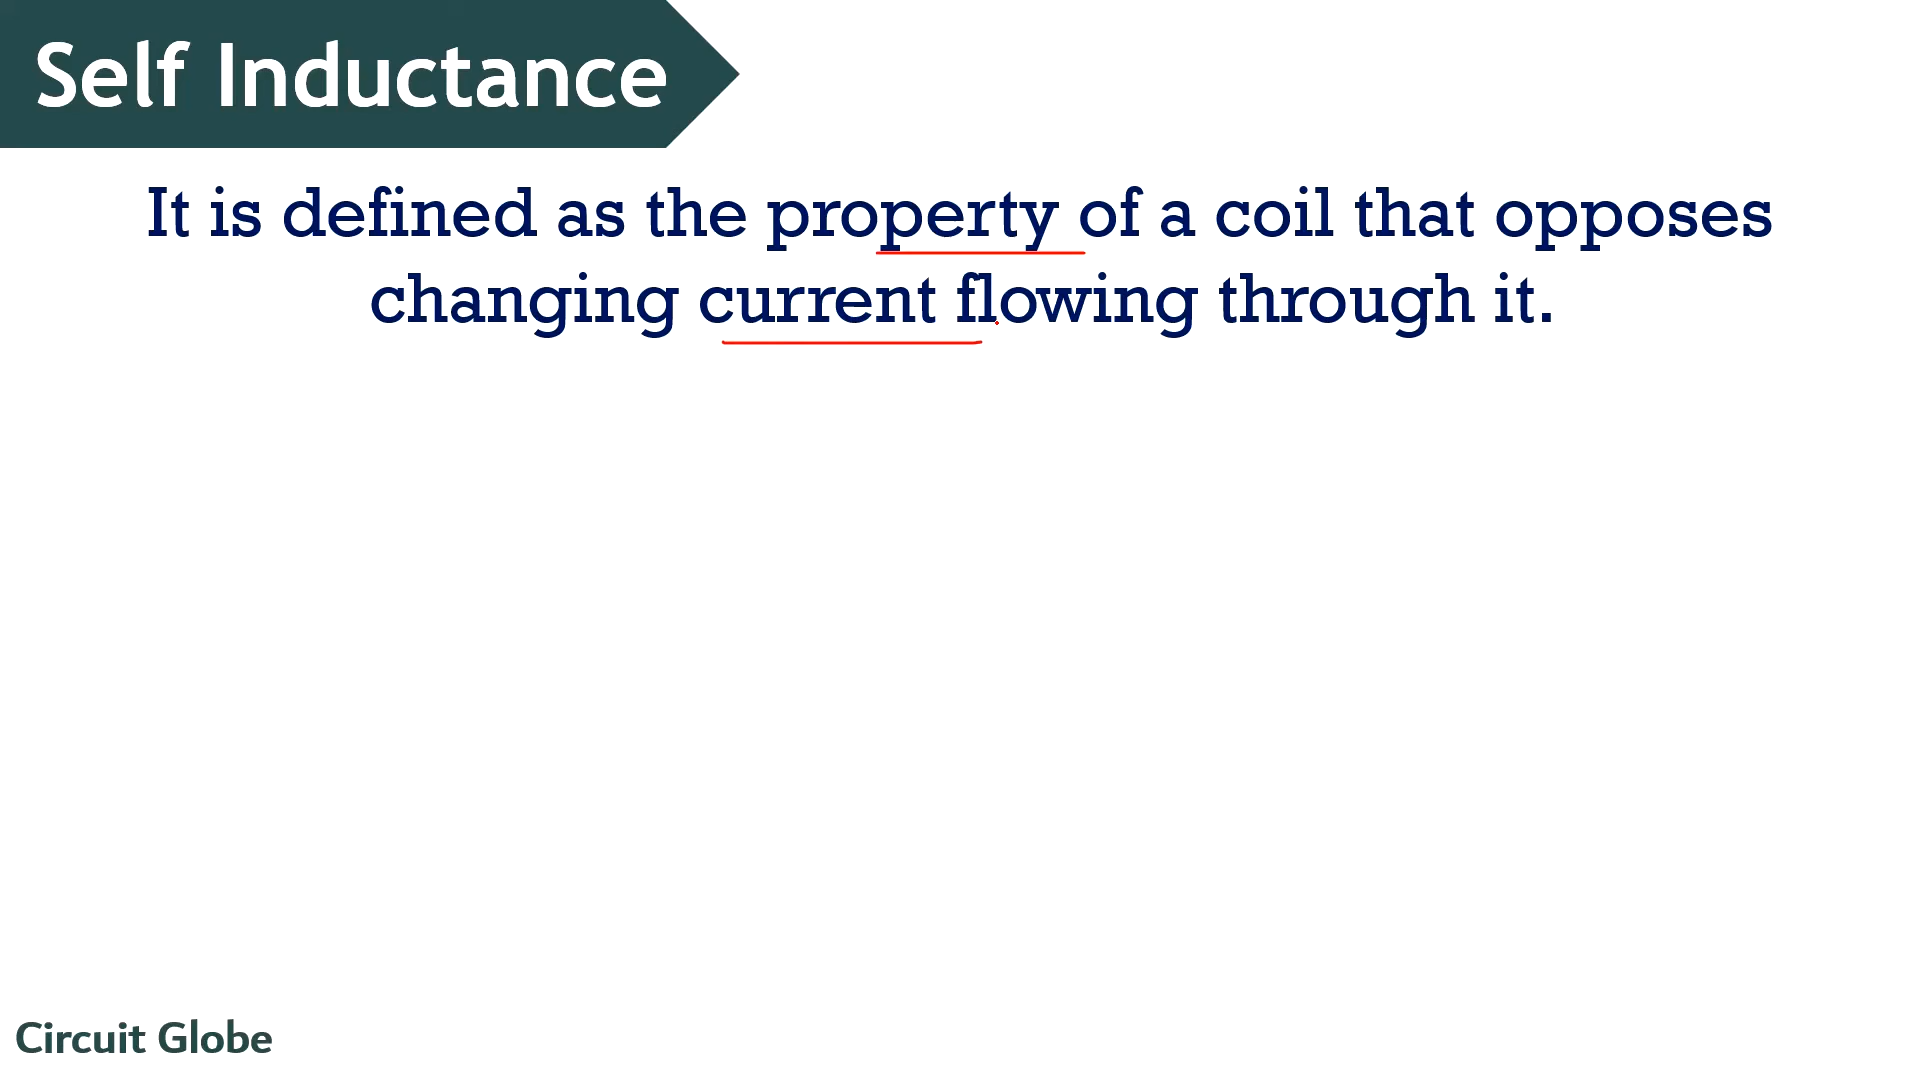 Self Inductance
It is defined as the property of a coil that opposes
changing current flowing through it.
Circuit Globe